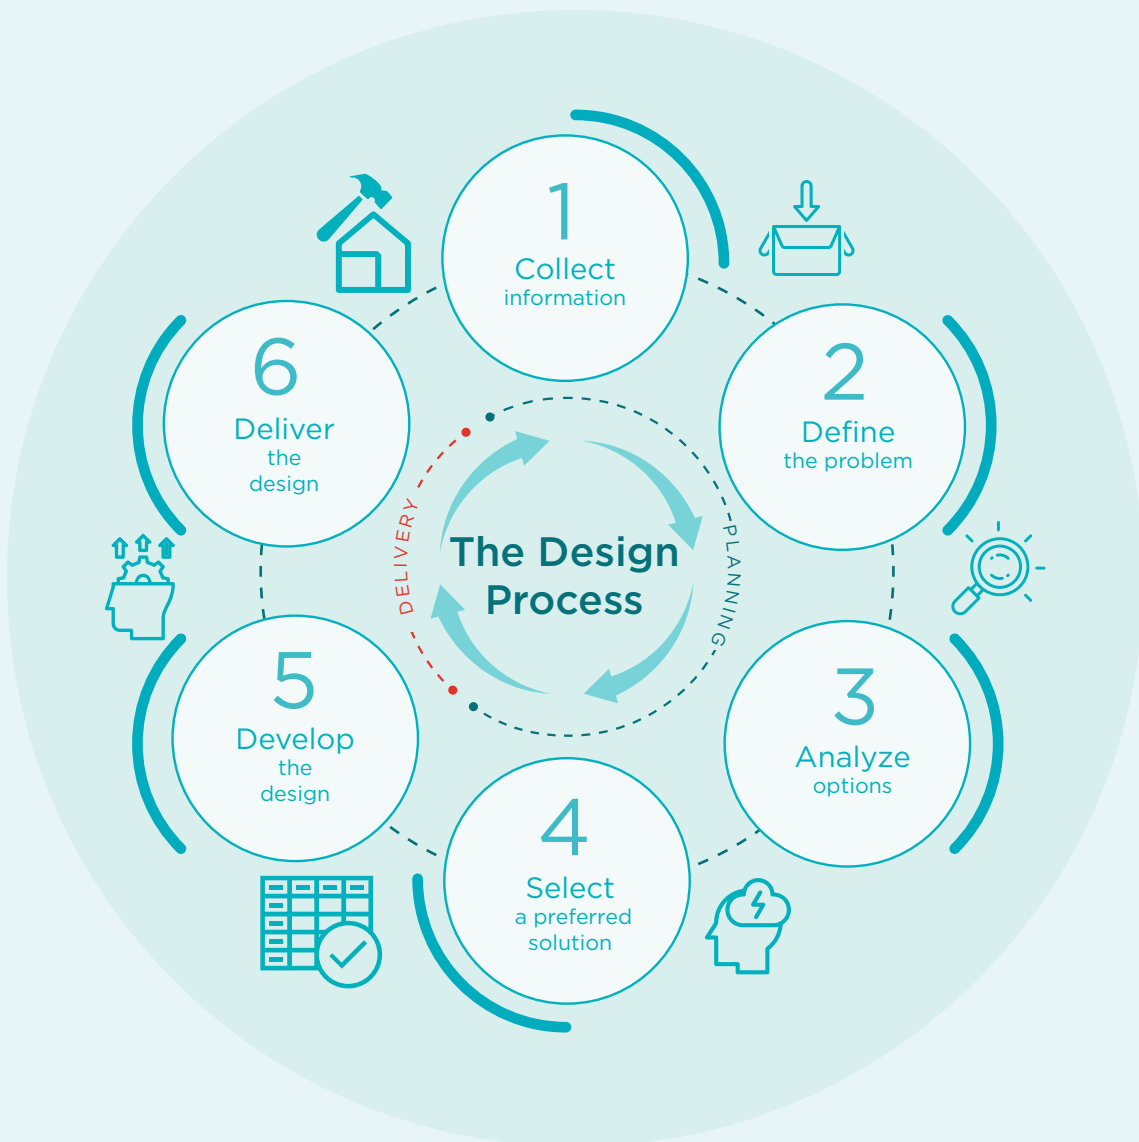 1
Collect
information
2
Define
the problem
3
Analyze
options
4
Select
a preferred
solution
5
Develop
the
design
6
Deliver
the
design
The Design
Process
PLANNING
DELIVERY